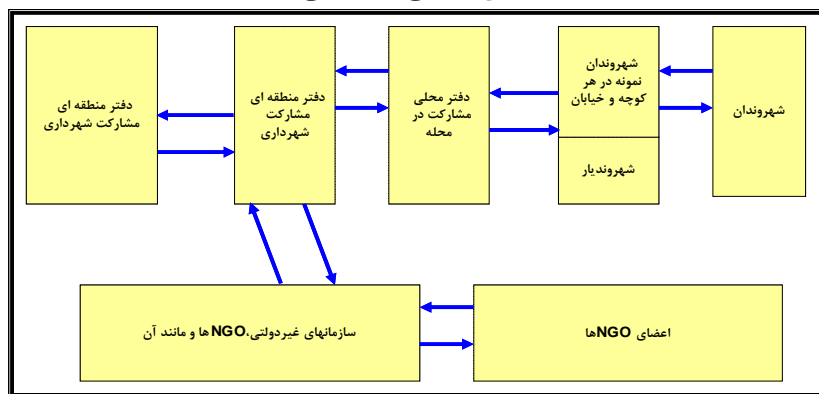 شهروندان
شهروندان
نمونه در هر
کوچه و خیابان
شهروندیار
دفتر محلی
مشارکت در
محله
دفتر منطقه ای
مشارکت
شهرداری
دفتر منطقه ای
مشارکت شهرداری
اعضای NGOها
سازمانهای غیردولتی،NGOها و مانند آن